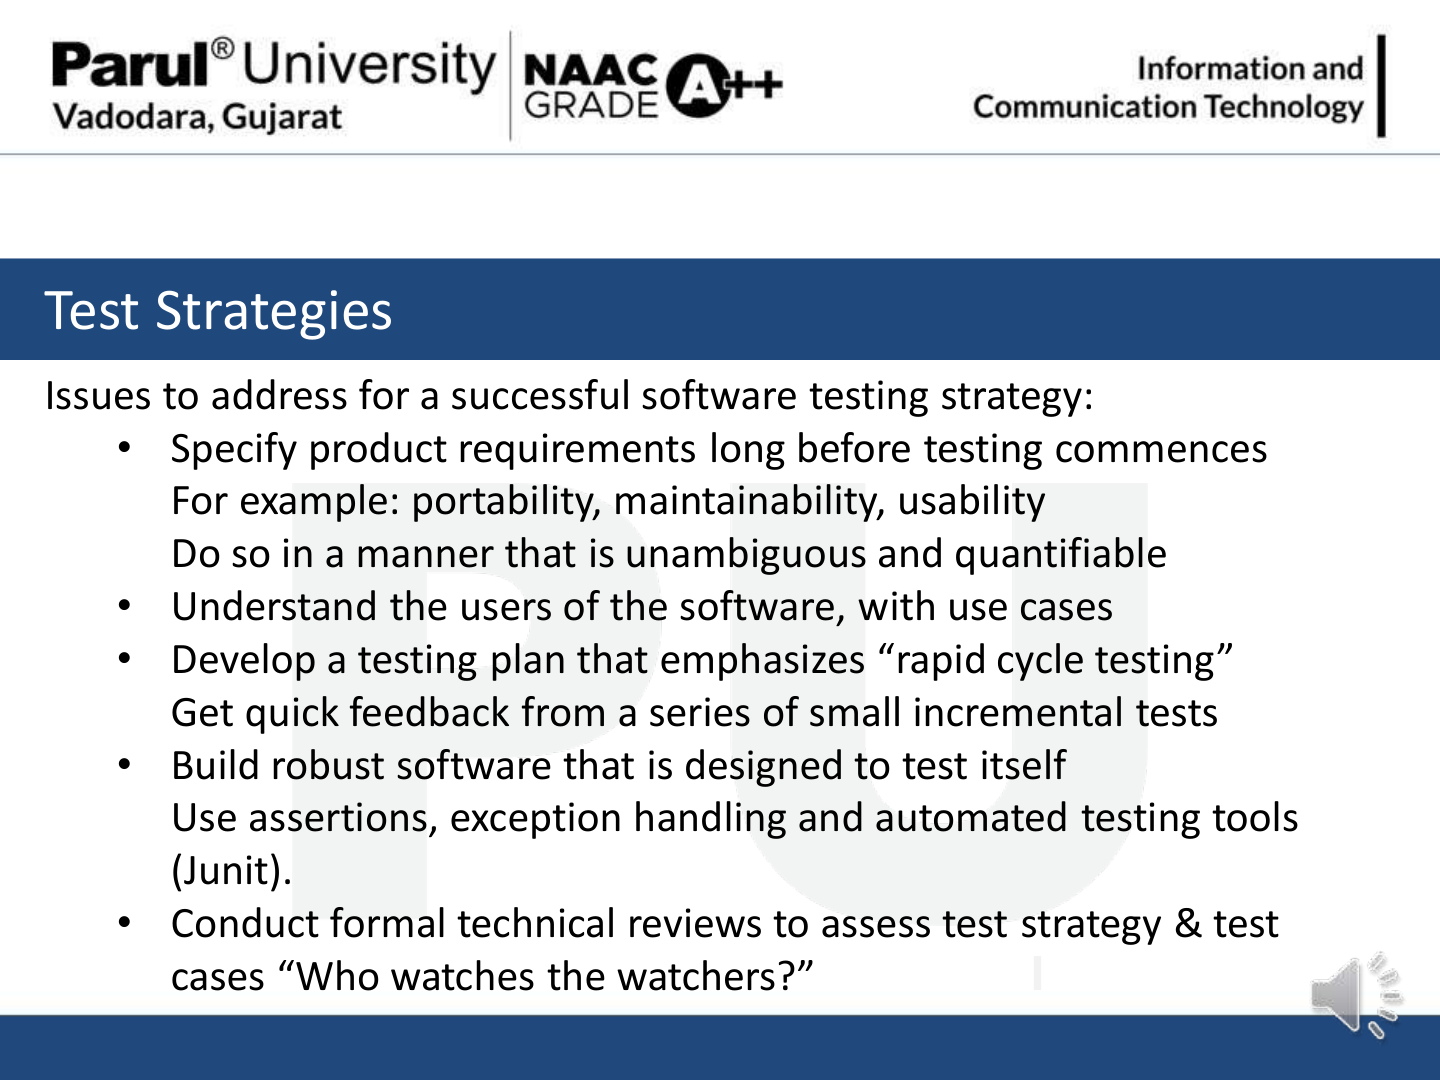 Parul® University
Vadodara, Gujarat
NAAC
GRADE A++
Information and
Communication Technology
Test Strategies
Issues to address for a successful software testing strategy:
• Specify product requirements long before testing commences
For example: portability, maintainability, usability
Do so in a manner that is unambiguous and quantifiable
• Understand the users of the software, with use cases
• Develop a testing plan that emphasizes “rapid cycle testing”
Get quick feedback from a series of small incremental tests
• Build robust software that is designed to test itself
Use assertions, exception handling and automated testing tools
(Junit).
• Conduct formal technical reviews to assess test strategy & test
cases “Who watches the watchers?”
PU